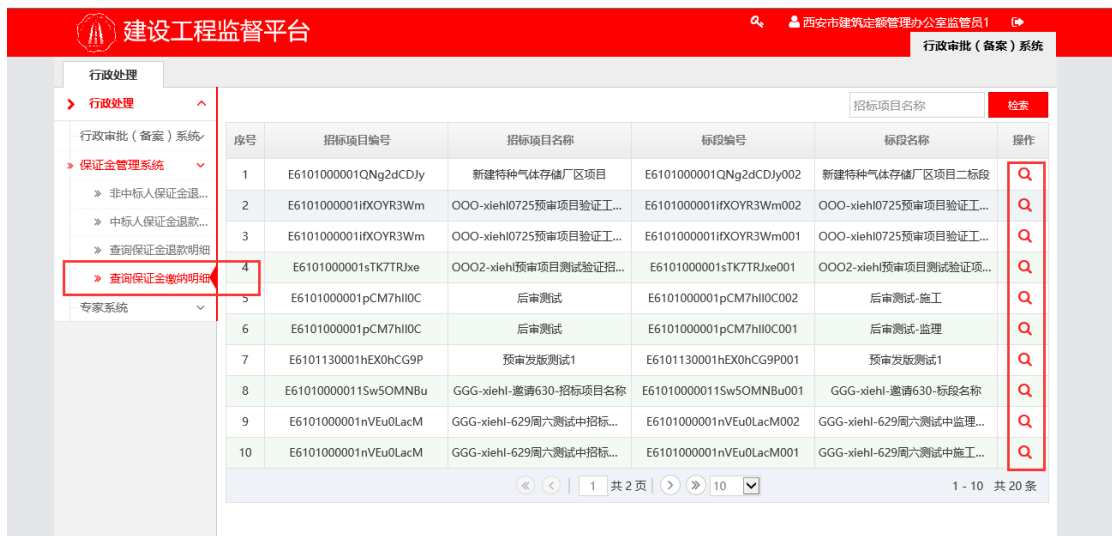 建设工程监督平台
西安市建筑定额管理办公室监管员1
行政审批（备案）系统
行政处理
行政处理
招标项目名称 检索
行政审批（备案）系统
保证金管理系统
非中标人保证金退...
中标人保证金退款...
查询保证金退款明细
查询保证金缴纳明细
专家系统
序号 招标项目编号 招标项目名称 标段编号 标段名称 操作
1 E6101000001QNg2dCDJy 新建特种气体存储厂区项目 E6101000001QNg2dCDJy002 新建特种气体存储厂区项目二标段
2 E6101000001ifXOYR3Wm OOO-xiehl0725预审项目验证工... E6101000001ifXOYR3Wm002 OOO-xiehl0725预审项目验证工...
3 E6101000001ifXOYR3Wm OOO-xiehl0725预审项目验证工... E6101000001ifXOYR3Wm001 OOO-xiehl0725预审项目验证工...
4 E6101000001sTK7TRJxe OOO2-xiehl预审项目测试验证招... E6101000001sTK7TRJxe001 OOO2-xiehl预审项目测试验证项...
5 E6101000001pCM7hII0C 后审测试 E6101000001pCM7hII0C002 后审测试-施工
6 E6101000001pCM7hII0C 后审测试 E6101000001pCM7hII0C001 后审测试-监理
7 E6101130001hEX0hCG9P 预审发版测试1 E6101130001hEX0hCG9P001 预审发版测试1
8 E61010000011Sw5OMNBu GGG-xiehl-邀请630-招标项目名称 E61010000011Sw5OMNBu001 GGG-xiehl-邀请630-标段名称
9 E6101000001nVEu0LacM GGG-xiehl-629周六测试中招标... E6101000001nVEu0LacM002 GGG-xiehl-629周六测试中监理...
10 E6101000001nVEu0LacM GGG-xiehl-629周六测试中招标... E6101000001nVEu0LacM001 GGG-xiehl-629周六测试中施工...
1 共 2 页 10 1 - 10 共 20 条